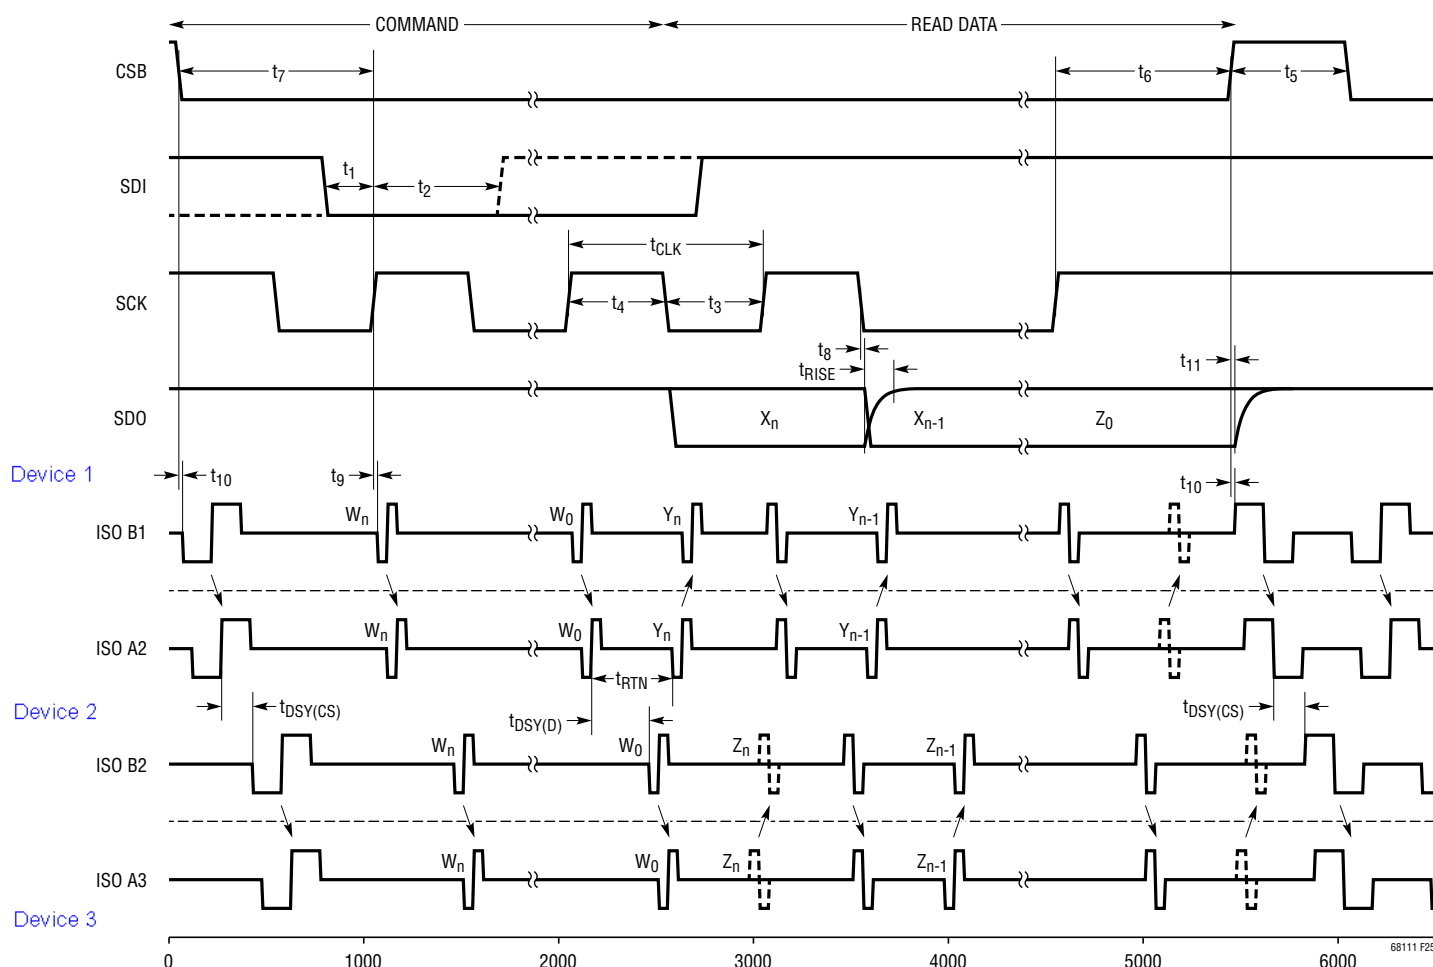 COMMAND READ DATA
CSB t7 t6 t5
SDI t1 t2
tCLK
SCK t4 t3
t8
tRISE t11
SDO Xn Xn-1 Z0
Device 1 t10 t9 t10
Wn W0 Yn Yn-1
ISO B1
Wn W0 Yn Yn-1
ISO A2
tRTN
Device 2 tDSY(CS) tDSY(D) tDSY(CS)
Wn W0 Zn Zn-1
ISO B2
Wn W0 Zn Zn-1
ISO A3
Device 3
68111 F25
0 1000 2000 3000 4000 5000 6000